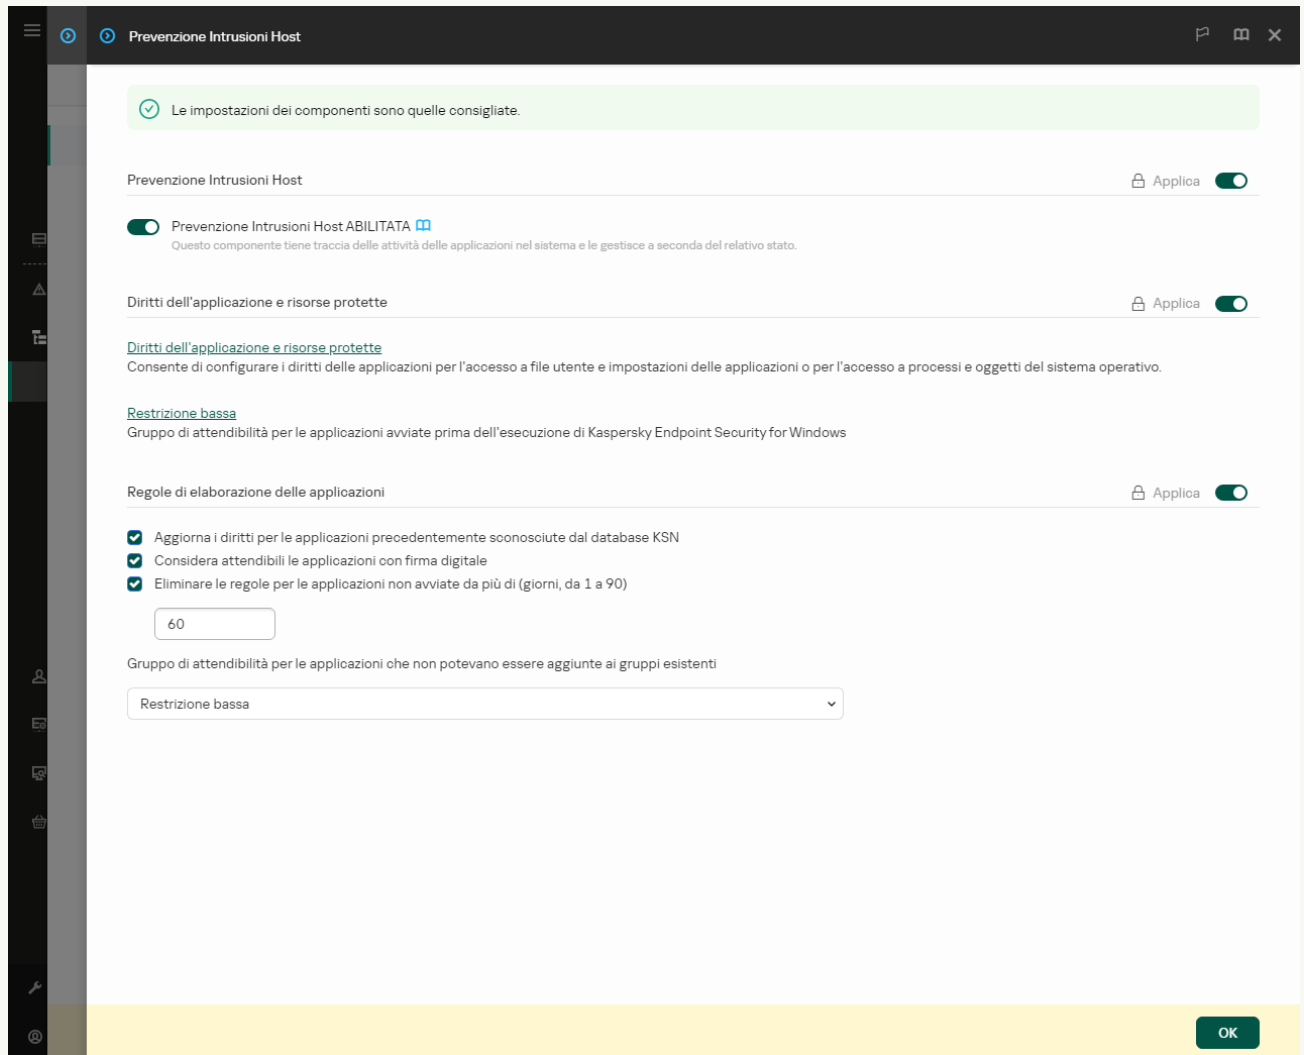 Prevenzione Intrusioni Host
Le impostazioni dei componenti sono quelle consigliate.
Prevenzione Intrusioni Host
Applica
Prevenzione Intrusioni Host ABILITATA
Questo componente tiene traccia delle attività delle applicazioni nel sistema e le gestisce a seconda del relativo stato.
Diritti dell'applicazione e risorse protette
Applica
Diritti dell'applicazione e risorse protette
Consente di configurare i diritti delle applicazioni per l'accesso a file utente e impostazioni delle applicazioni o per l'accesso a processi e oggetti del sistema operativo.
Restrizione bassa
Gruppo di attendibilità per le applicazioni avviate prima dell'esecuzione di Kaspersky Endpoint Security for Windows
Regole di elaborazione delle applicazioni
Applica
Aggiorna i diritti per le applicazioni precedentemente sconosciute dal database KSN
Considera attendibili le applicazioni con firma digitale
Eliminare le regole per le applicazioni non avviate da più di (giorni, da 1 a 90)
60
Gruppo di attendibilità per le applicazioni che non potevano essere aggiunte ai gruppi esistenti
Restrizione bassa
OK